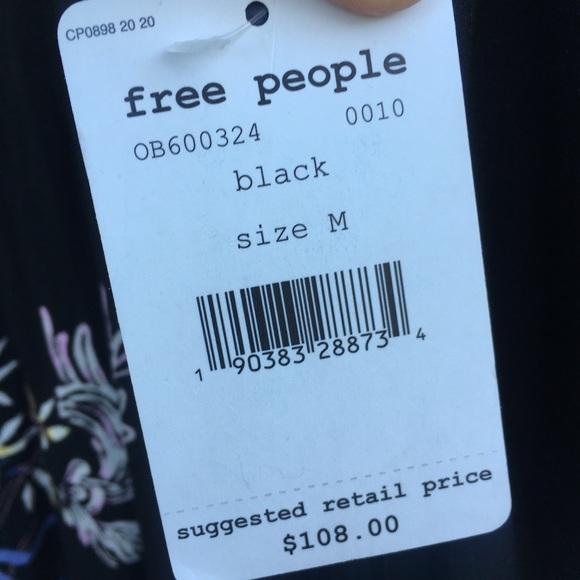 CP0898 20 20
free people
OB600324 0010
black
size M
1 90383 28873 4
suggested retail price
$108.00